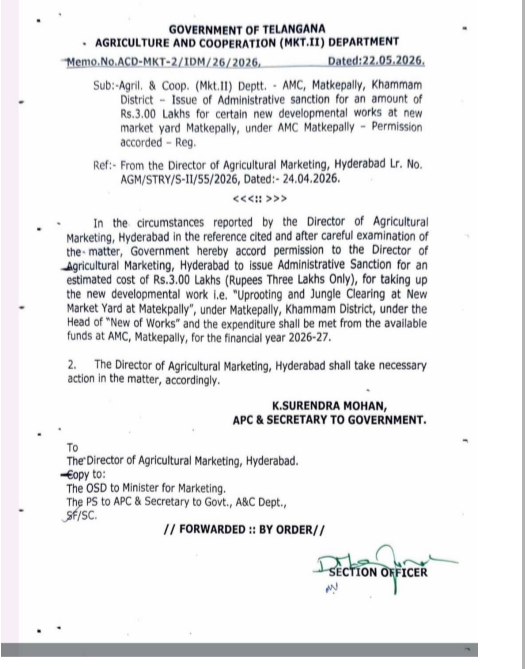 GOVERNMENT OF TELANGANA
AGRICULTURE AND COOPERATION (MKT.II) DEPARTMENT
Memo.No.ACD-MKT-2/IDM/26/2026, Dated:22.05.2026.
Sub:-Agril. & Coop. (Mkt.II) Deptt. - AMC, Matkepally, Khammam
District – Issue of Administrative sanction for an amount of
Rs.3.00 Lakhs for certain new developmental works at new
market yard Matkepally, under AMC Matkepally – Permission
accorded – Reg.
Ref:- From the Director of Agricultural Marketing, Hyderabad Lr. No.
AGM/STRY/S-II/55/2026, Dated:- 24.04.2026.
<<<:: >>>
In the circumstances reported by the Director of Agricultural
Marketing, Hyderabad in the reference cited and after careful examination of
the matter, Government hereby accord permission to the Director of
Agricultural Marketing, Hyderabad to issue Administrative Sanction for an
estimated cost of Rs.3.00 Lakhs (Rupees Three Lakhs Only), for taking up
the new developmental work i.e. "Uprooting and Jungle Clearing at New
Market Yard at Matekpally", under Matkepally, Khammam District, under the
Head of "New of Works" and the expenditure shall be met from the available
funds at AMC, Matkepally, for the financial year 2026-27.
2. The Director of Agricultural Marketing, Hyderabad shall take necessary
action in the matter, accordingly.
K.SURENDRA MOHAN,
APC & SECRETARY TO GOVERNMENT.
To
The Director of Agricultural Marketing, Hyderabad.
Copy to:
The OSD to Minister for Marketing.
The PS to APC & Secretary to Govt., A&C Dept.,
SF/SC.
// FORWARDED :: BY ORDER//
SECTION OFFICER